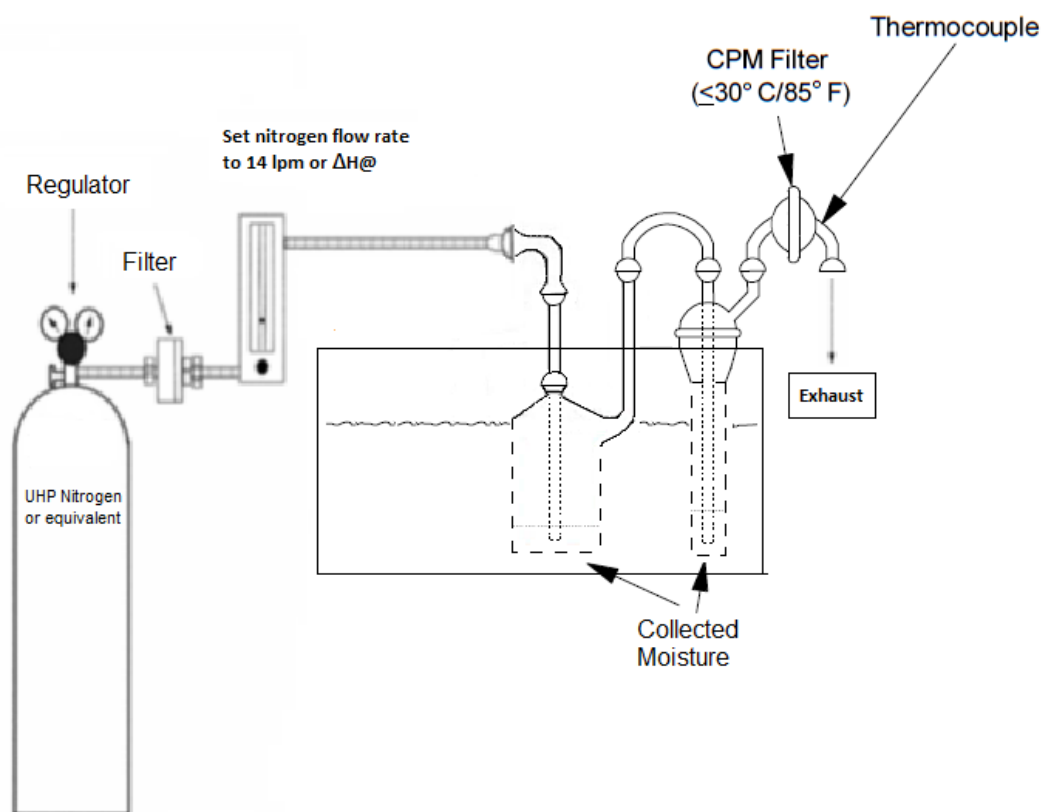 Thermocouple
CPM Filter
(≤30° C/85° F)
Set nitrogen flow rate
to 14 lpm or ΔH@
Regulator
Filter
Exhaust
UHP Nitrogen
or equivalent
Collected
Moisture